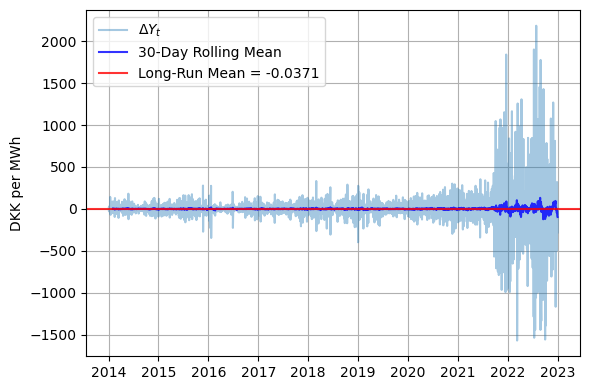 ΔYₜ
30-Day Rolling Mean
Long-Run Mean = -0.0371
DKK per MWh
2000
1500
1000
500
0
−500
−1000
−1500
2014 2015 2016 2017 2018 2019 2020 2021 2022 2023